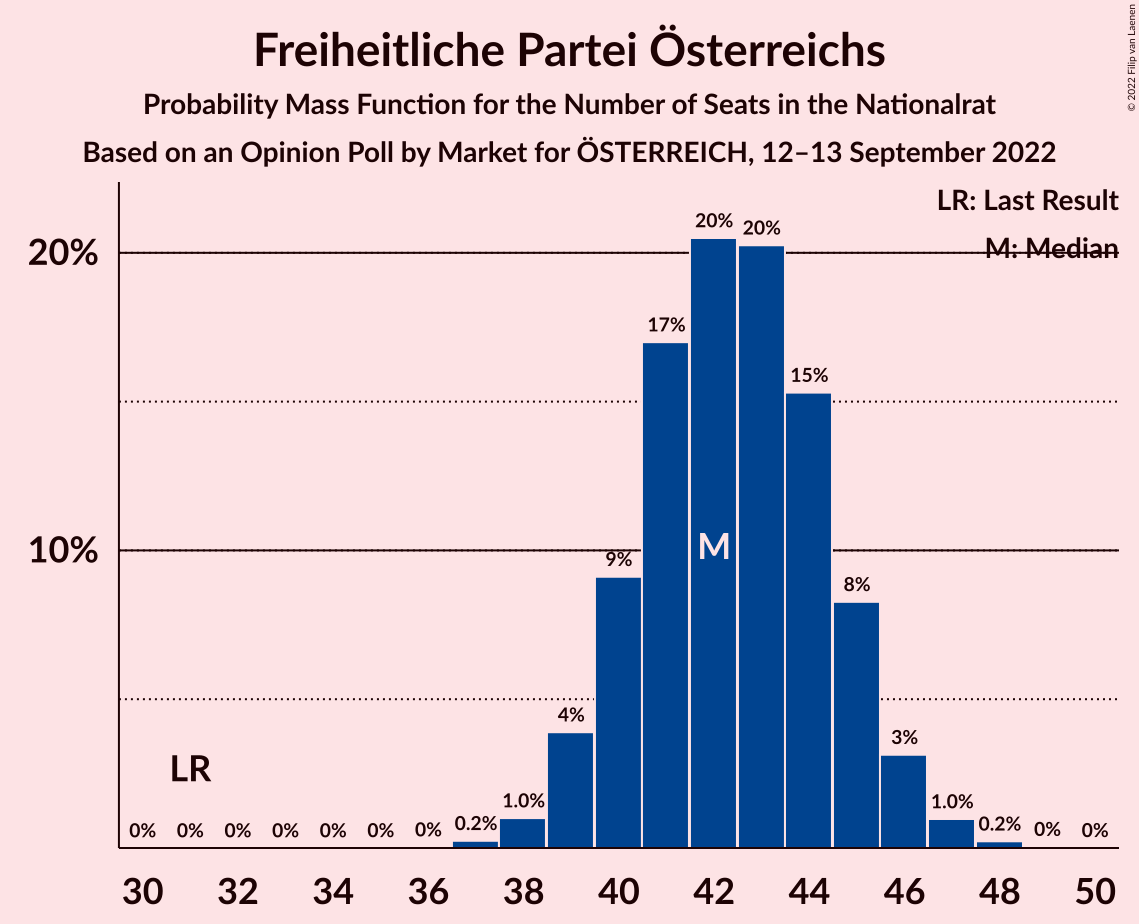 Freiheitliche Partei Österreichs
Probability Mass Function for the Number of Seats in the Nationalrat
Based on an Opinion Poll by Market for ÖSTERREICH, 12–13 September 2022
© 2022 Filip van Laenen
LR: Last Result
M: Median
20%
10%
0% 0% 0% 0% 0% 0% 0% 0.2% 1.0% 4% 9% 17% 20% 20% 15% 8% 3% 1.0% 0.2% 0% 0%
LR
M
30 32 34 36 38 40 42 44 46 48 50